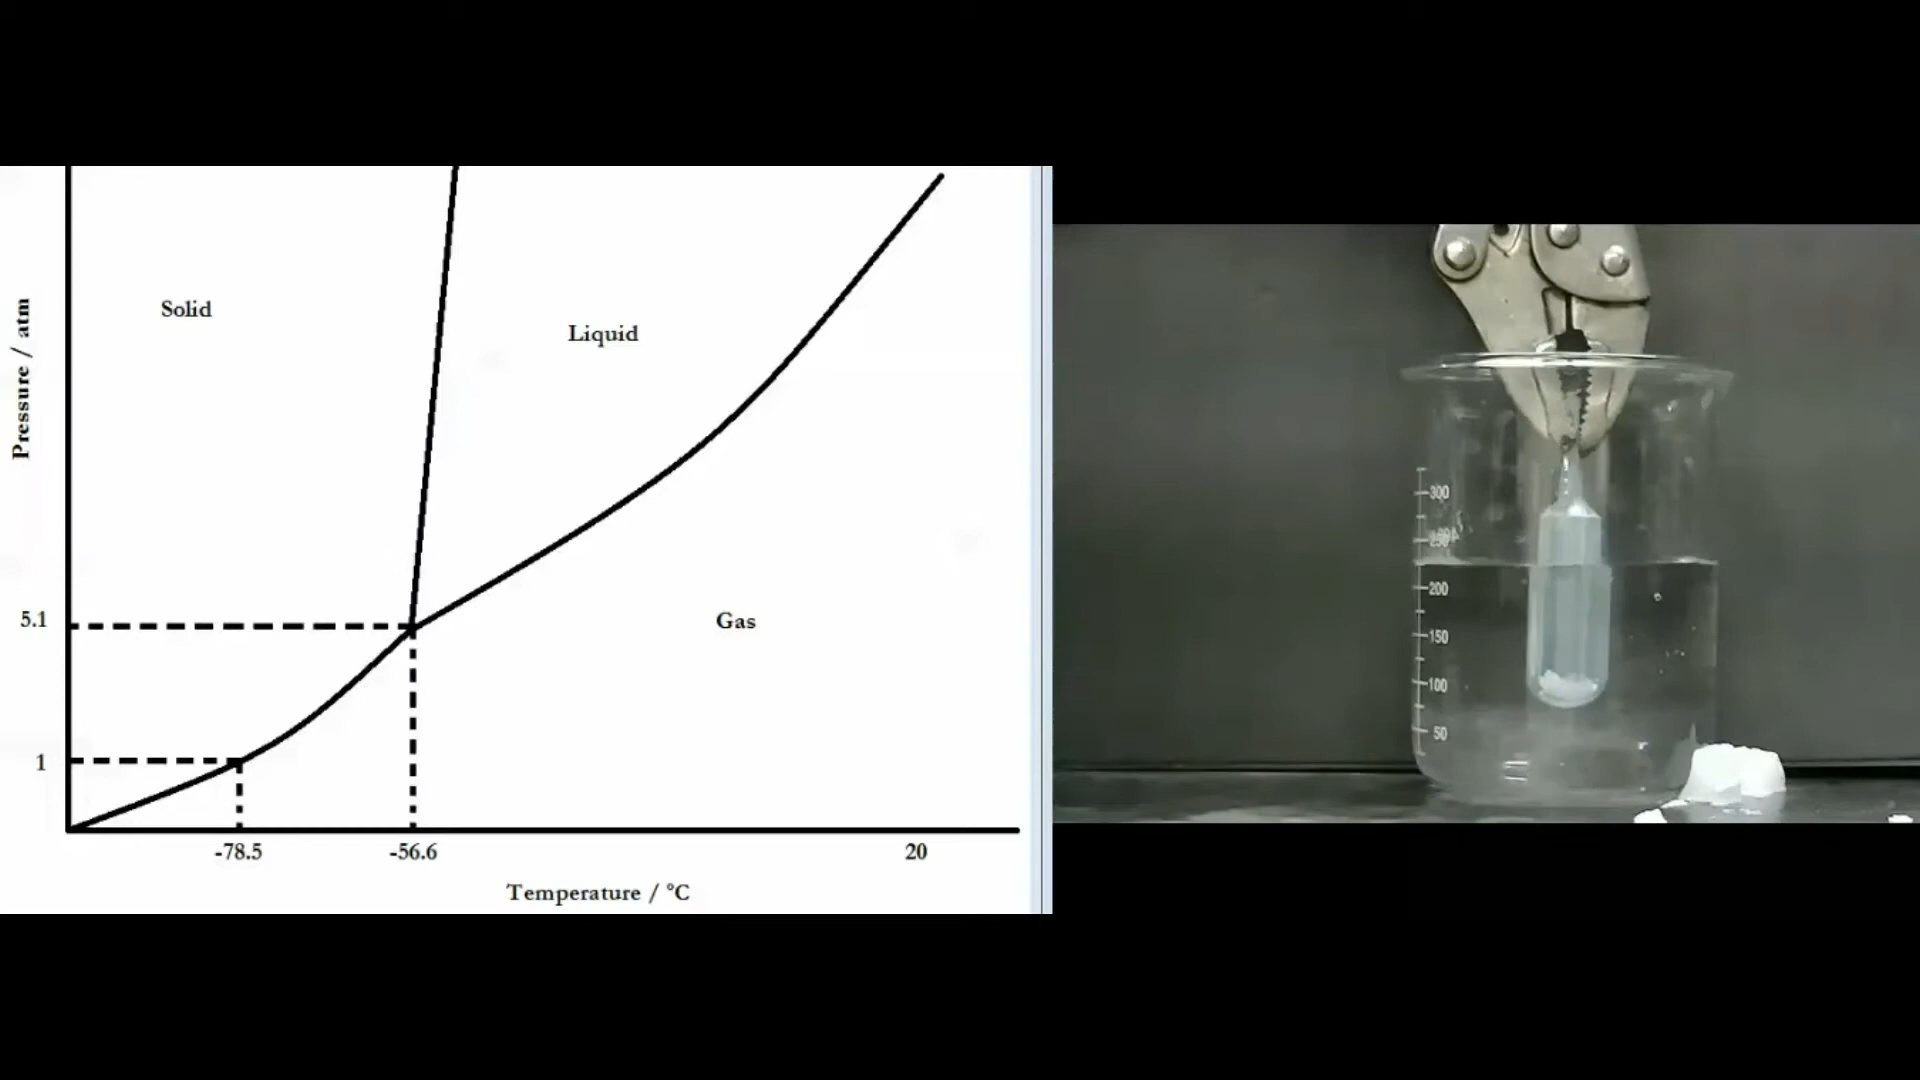 Pressure / atm
Solid
Liquid
Gas
5.1
1
-78.5
-56.6
20
Temperature / °C
300
200
150
100
50